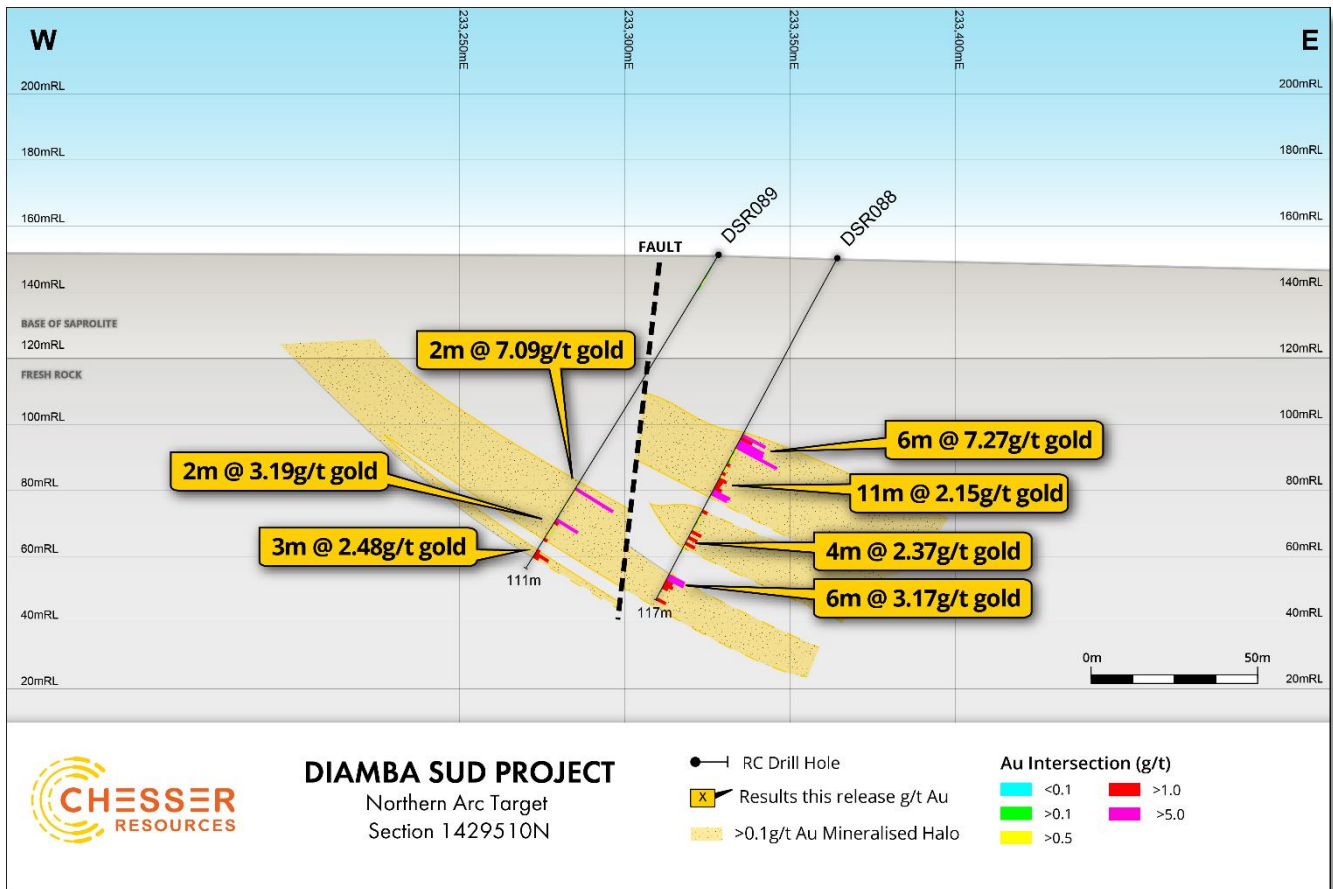 W
E
233,250mE
233,300mE
233,350mE
233,400mE
200mRL
200mRL
180mRL
180mRL
160mRL
160mRL
DSR089
DSR088
FAULT
140mRL
140mRL
BASE OF SAPROLITE
120mRL
120mRL
FRESH ROCK
2m @ 7.09g/t gold
100mRL
100mRL
6m @ 7.27g/t gold
2m @ 3.19g/t gold
80mRL
80mRL
11m @ 2.15g/t gold
3m @ 2.48g/t gold
4m @ 2.37g/t gold
60mRL
60mRL
111m
6m @ 3.17g/t gold
117m
40mRL
40mRL
0m
50m
20mRL
20mRL
CHESSER
RESOURCES
DIAMBA SUD PROJECT
Northern Arc Target
Section 1429510N
RC Drill Hole
X
Results this release g/t Au
>0.1g/t Au Mineralised Halo
Au Intersection (g/t)
<0.1
>1.0
>0.1
>5.0
>0.5